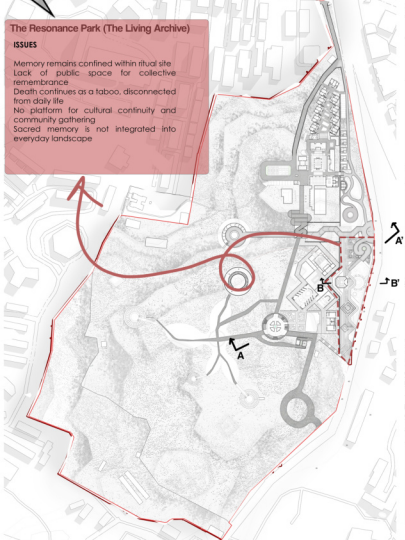 The Resonance Park (The Living Archive)
ISSUES
Memory remains confined within ritual site
Lack of public space for collective
remembrance
Death continues as a taboo, disconnected
from daily life
No platform for cultural continuity and
community gathering
Sacred memory is not integrated into
everyday landscape
A'
B
B'
A